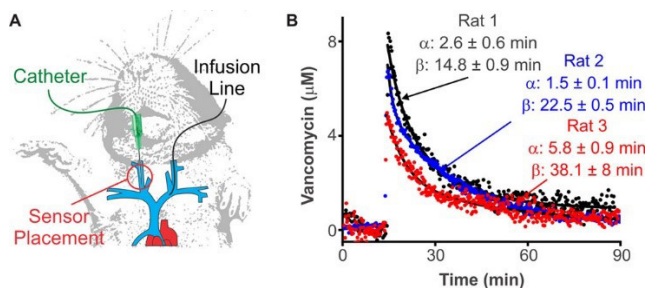 A
Catheter
Infusion
Line
Sensor
Placement
B
Vancomycin (μM)
8
4
0
0
30
60
90
Time (min)
Rat 1
α: 2.6 ± 0.6 min
β: 14.8 ± 0.9 min
Rat 2
α: 1.5 ± 0.1 min
β: 22.5 ± 0.5 min
Rat 3
α: 5.8 ± 0.9 min
β: 38.1 ± 8 min